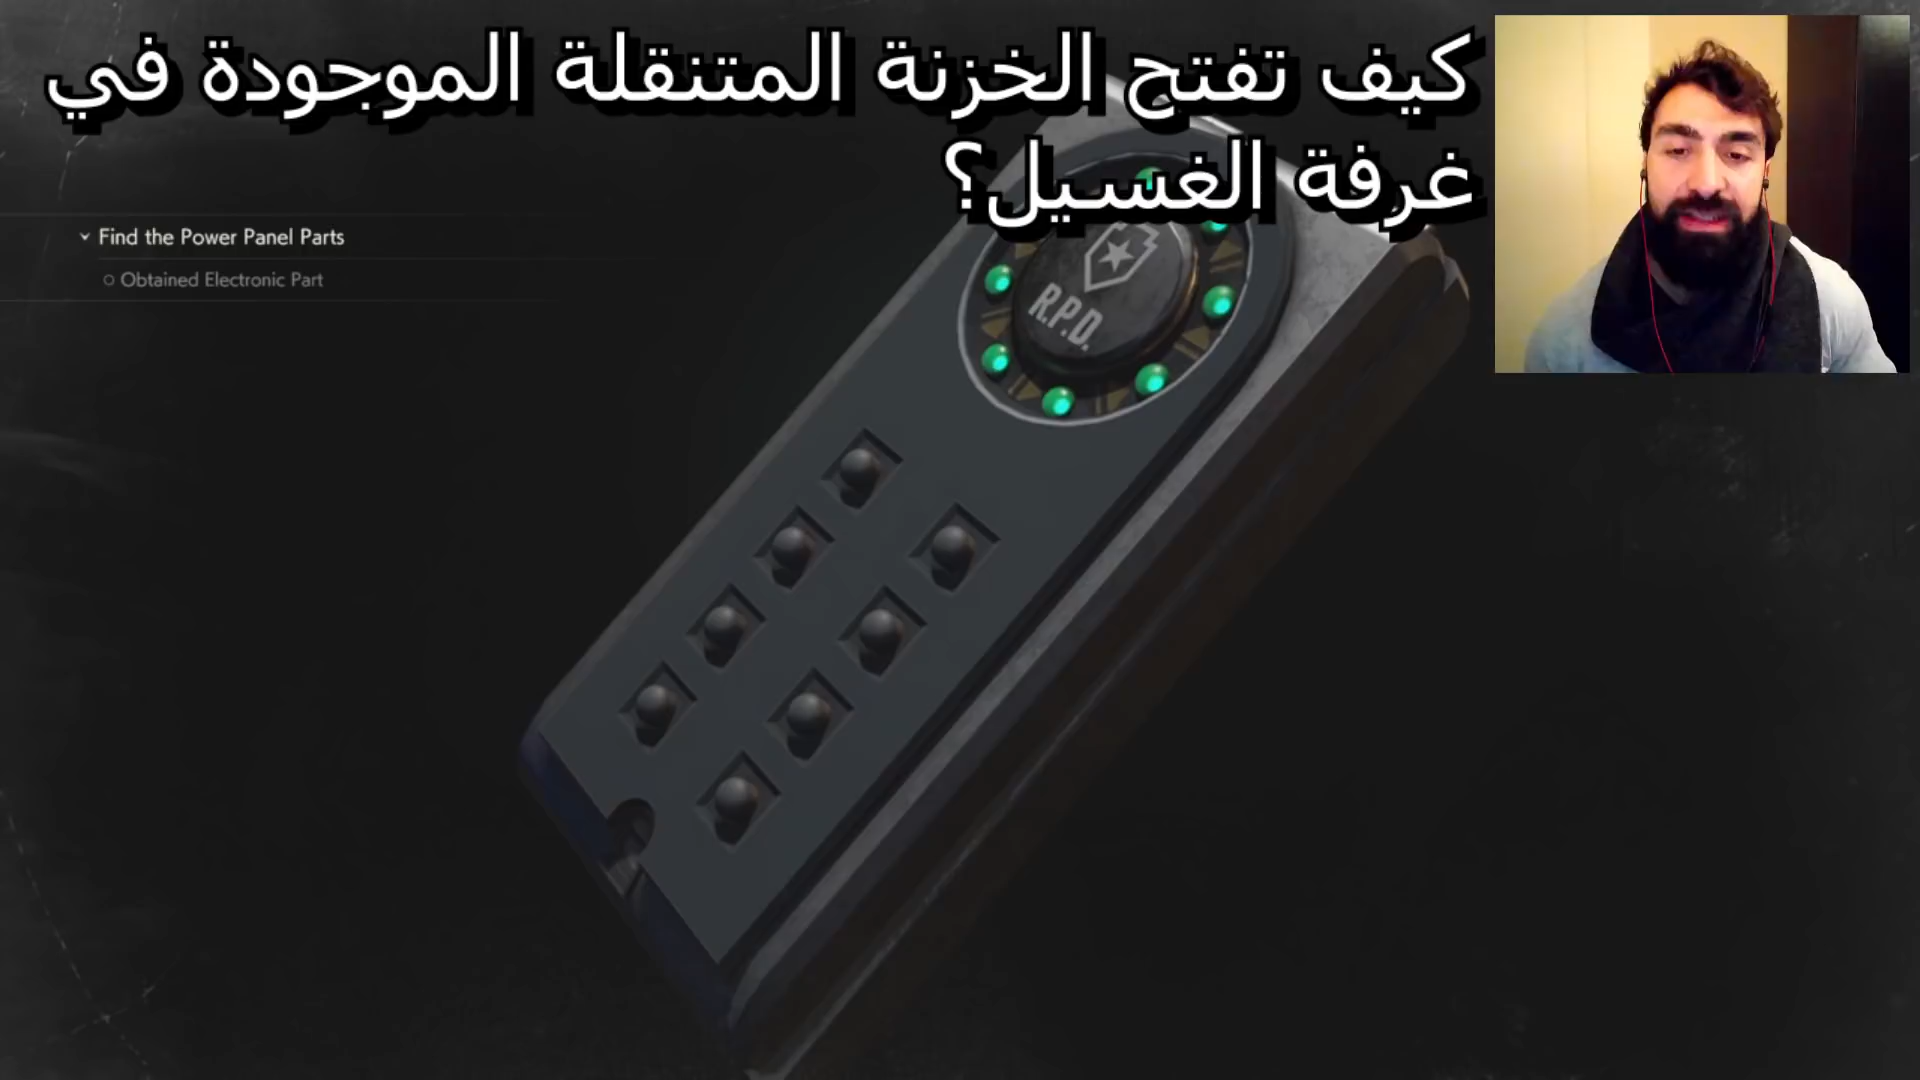 كيف تفتح الخزنة المتنقلة الموجودة في
غرفة الغسيل؟
Find the Power Panel Parts
Obtained Electronic Part
R.P.D.